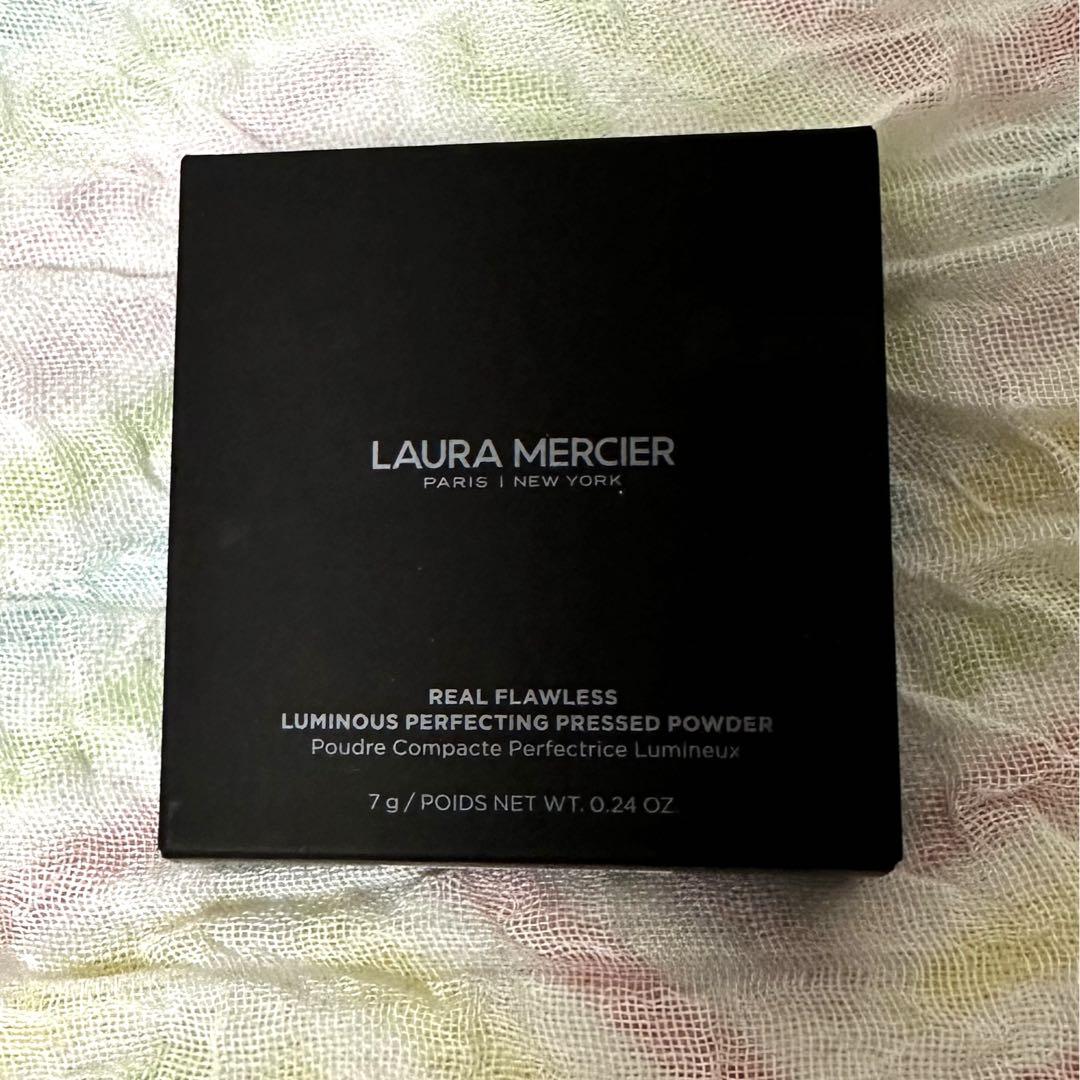 LAURA MERCIER
PARIS | NEW YORK
REAL FLAWLESS
LUMINOUS PERFECTING PRESSED POWDER
Poudre Compacte Perfectrice Lumineux
7 g / POIDS NET WT. 0.24 OZ.